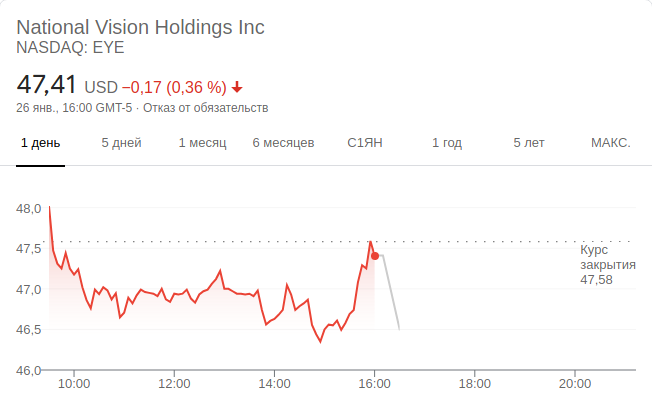 National Vision Holdings Inc
NASDAQ: EYE
47,41 USD −0,17 (0,36 %)
26 янв., 16:00 GMT-5 · Отказ от обязательств
1 день 5 дней 1 месяц 6 месяцев С1ЯН 1 год 5 лет МАКС.
48,0
47,5
47,0
46,5
46,0
Курс
закрытия
47,58
10:00 12:00 14:00 16:00 18:00 20:00